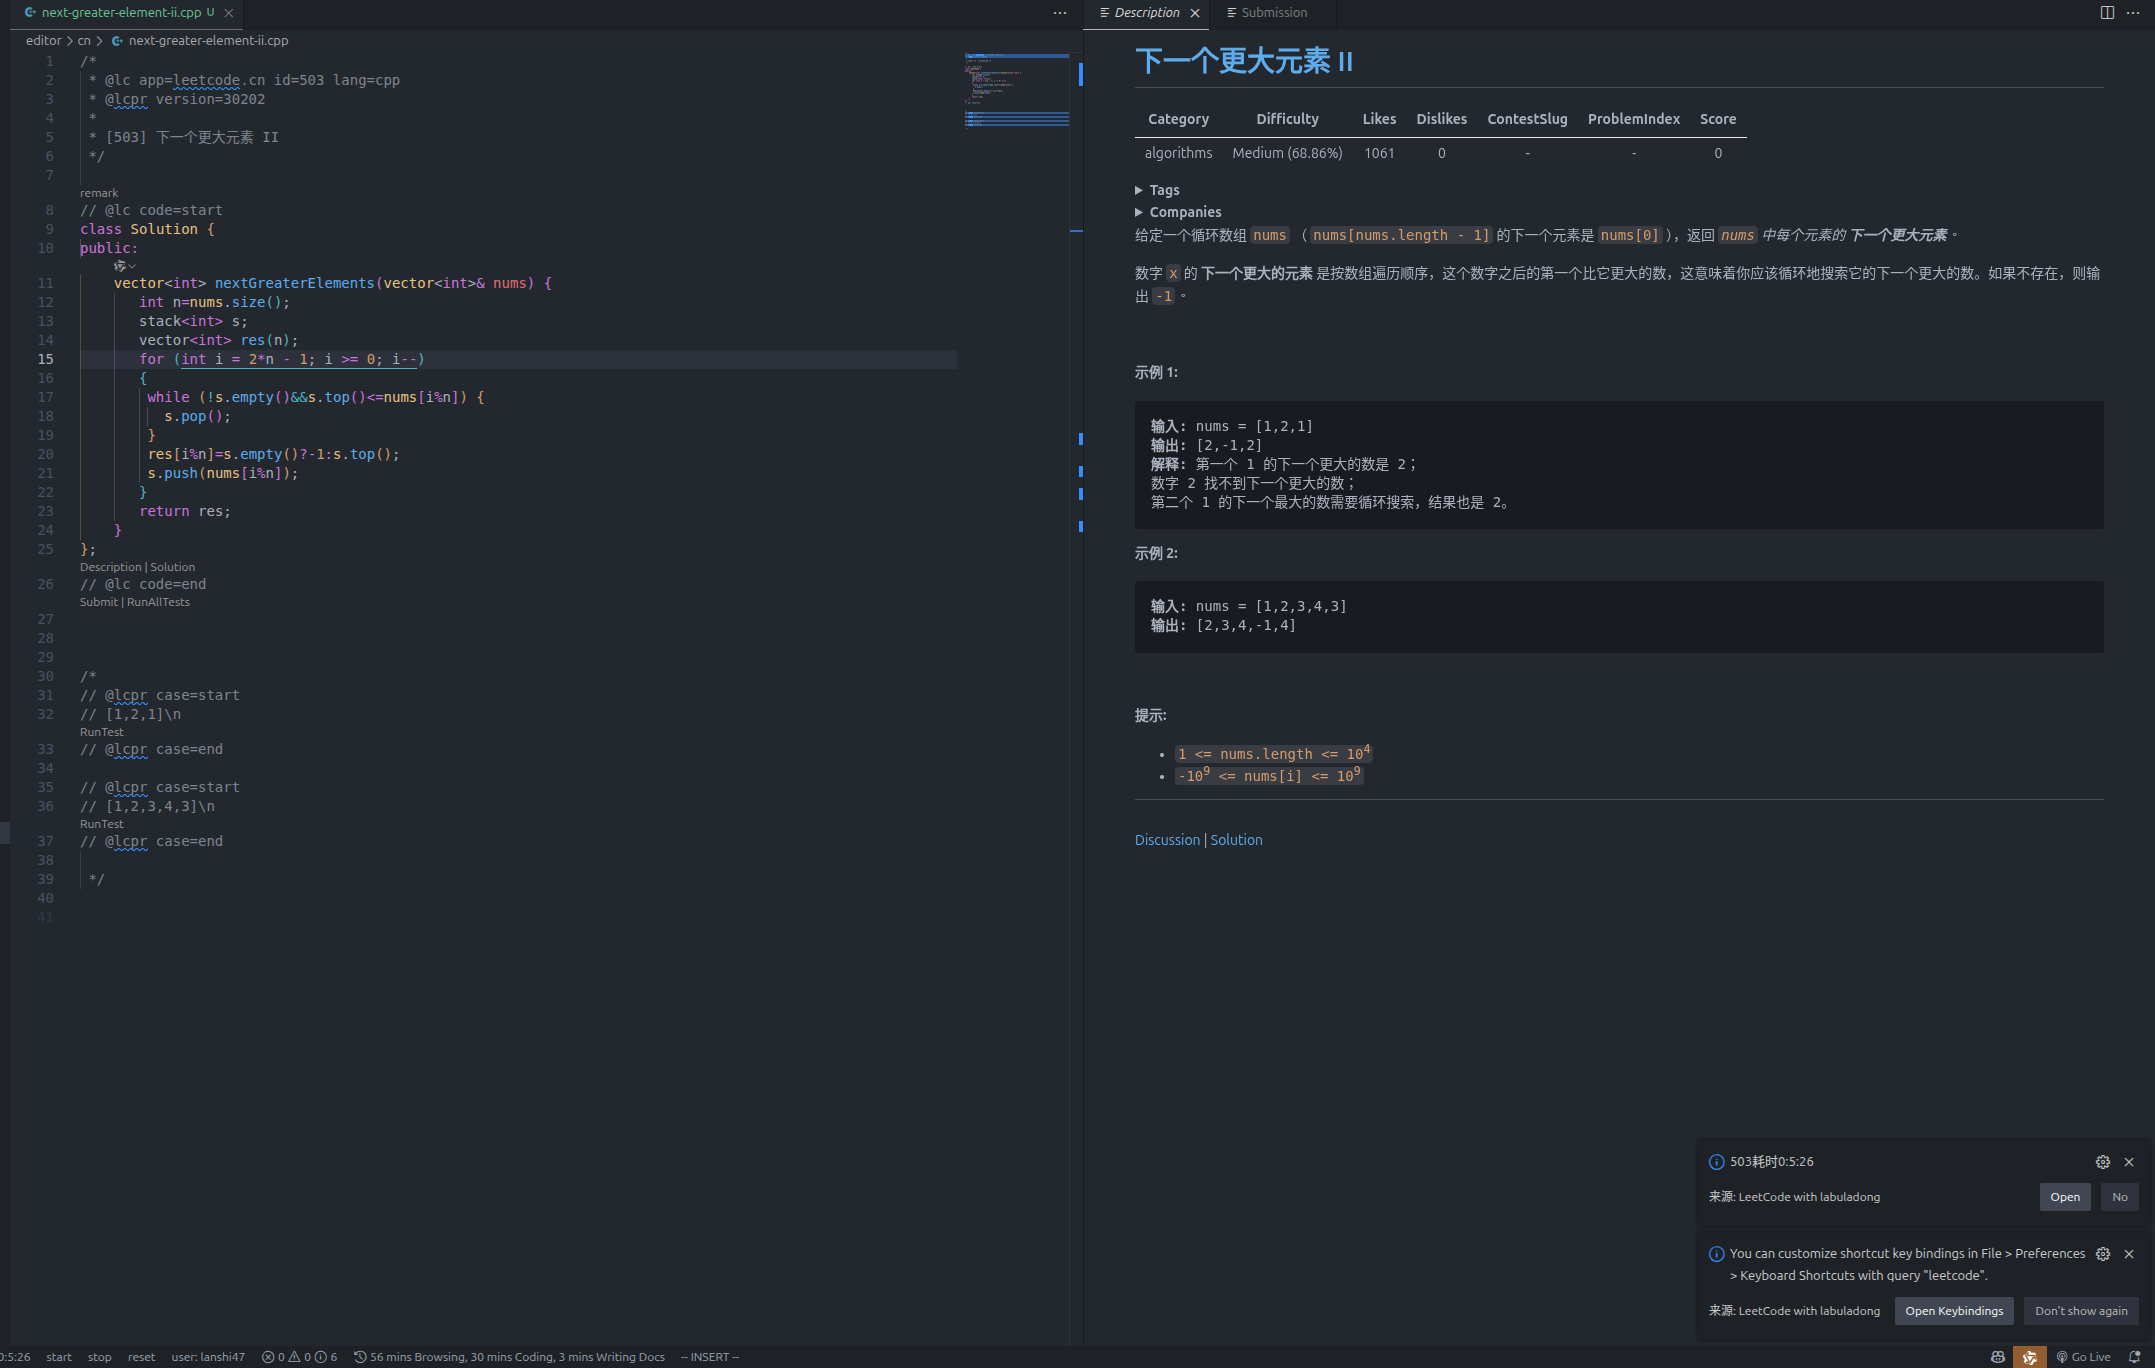 next-greater-element-ii.cpp U
editor > cn > next-greater-element-ii.cpp
1 /*
2 * @lc app=leetcode.cn id=503 lang=cpp
3 * @lcpr version=30202
4 *
5 * [503] 下一个更大元素 II
6 */
7
remark
8 // @lc code=start
9 class Solution {
10 public:
11 vector<int> nextGreaterElements(vector<int>& nums) {
12 int n=nums.size();
13 stack<int> s;
14 vector<int> res(n);
15 for (int i = 2*n - 1; i >= 0; i--)
16 {
17 while (!s.empty()&&s.top()<=nums[i%n]) {
18 s.pop();
19 }
20 res[i%n]=s.empty()?-1:s.top();
21 s.push(nums[i%n]);
22 }
23 return res;
24 }
25 };
Description | Solution
26 // @lc code=end
Submit | RunAllTests
27
28
29
30 /*
31 // @lcpr case=start
32 // [1,2,1]\n
RunTest
33 // @lcpr case=end
34
35 // @lcpr case=start
36 // [1,2,3,4,3]\n
RunTest
37 // @lcpr case=end
38
39 */
40
41
Description
Submission
下一个更大元素 II
Category Difficulty Likes Dislikes ContestSlug ProblemIndex Score
algorithms Medium (68.86%) 1061 0 - - 0
Tags
Companies
给定一个循环数组 nums （ nums[nums.length - 1] 的下一个元素是 nums[0] ），返回 nums 中每个元素的 下一个更大元素 。
数字 x 的 下一个更大的元素 是按数组遍历顺序，这个数字之后的第一个比它更大的数，这意味着你应该循环地搜索它的下一个更大的数。如果不存在，则输
出 -1 。
示例 1:
输入: nums = [1,2,1]
输出: [2,-1,2]
解释: 第一个 1 的下一个更大的数是 2；
数字 2 找不到下一个更大的数；
第二个 1 的下一个最大的数需要循环搜索，结果也是 2。
示例 2:
输入: nums = [1,2,3,4,3]
输出: [2,3,4,-1,4]
提示:
• 1 <= nums.length <= 10⁴
• -10⁹ <= nums[i] <= 10⁹
Discussion | Solution
503耗时0:5:26
来源: LeetCode with labuladong
Open
No
You can customize shortcut key bindings in File > Preferences
> Keyboard Shortcuts with query "leetcode".
来源: LeetCode with labuladong
Open Keybindings
Don't show again
0:5:26 start stop reset user: lanshi47 0 0 6 56 mins Browsing, 30 mins Coding, 3 mins Writing Docs -- INSERT --
Go Live